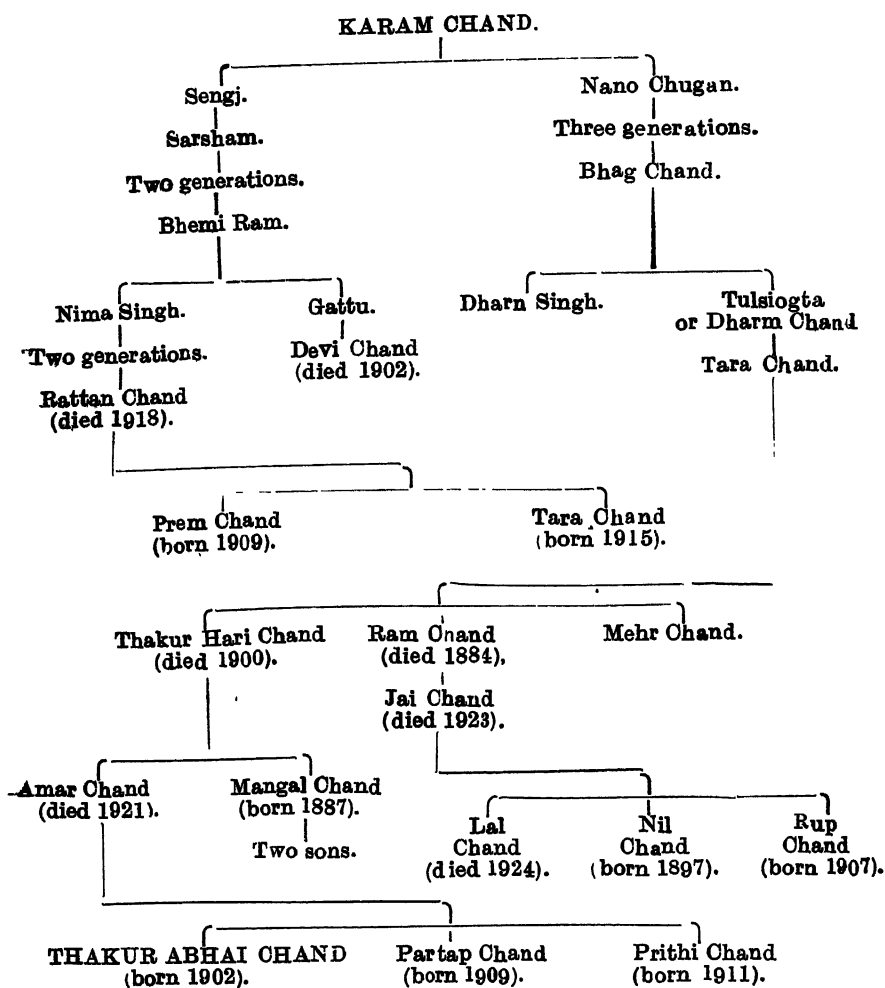 KARAM CHAND.
Sengj.
Nano Chugan.
Sarsham.
Three generations.
Two generations.
Bhag Chand.
Bhemi Ram.
Nima Singh.
Gattu.
Dharn Singh.
Tulsiogta
or Dharm Chand
Two generations.
Devi Chand
(died 1902).
Tara Chand.
Rattan Chand
(died 1918).
Prem Chand
(born 1909).
Tara Chand
(born 1915).
Thakur Hari Chand
(died 1900).
Ram Chand
(died 1884),
Mehr Chand.
Jai Chand
(died 1923).
Amar Chand
(died 1921).
Mangal Chand
(born 1887).
Two sons.
Lal
Chand
(died 1924).
Nil
Chand
(born 1897).
Rup
Chand
(born 1907).
THAKUR ABHAI CHAND
(born 1902).
Partap Chand
(born 1909).
Prithi Chand
(born 1911).